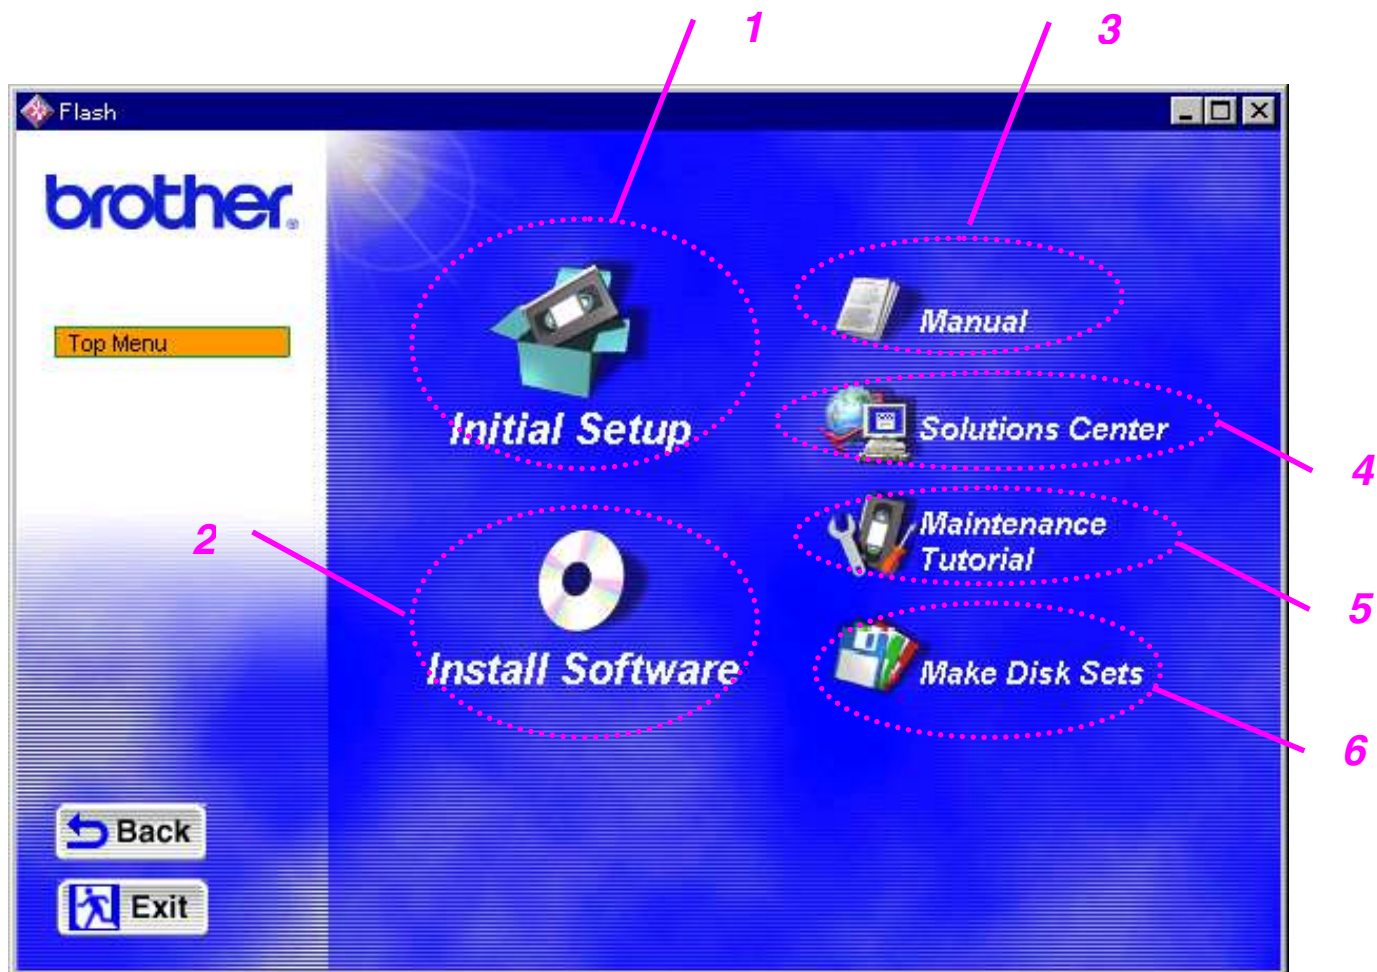 1
3
Flash
brother®
Top Menu
Manual
Initial Setup
Solutions Center
4
2
Maintenance
Tutorial
5
Install Software
Make Disk Sets
6
Back
Exit